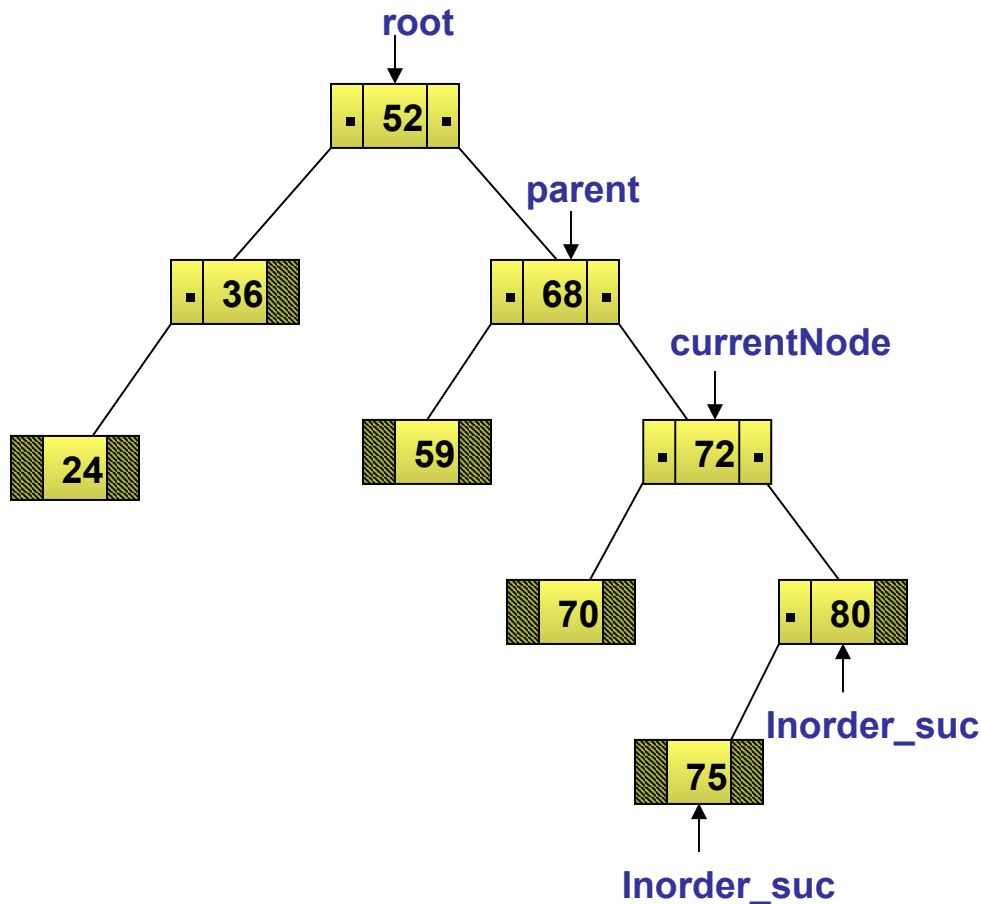 root
52
parent
36
68
currentNode
24
59
72
70
80
Inorder_suc
75
Inorder_suc